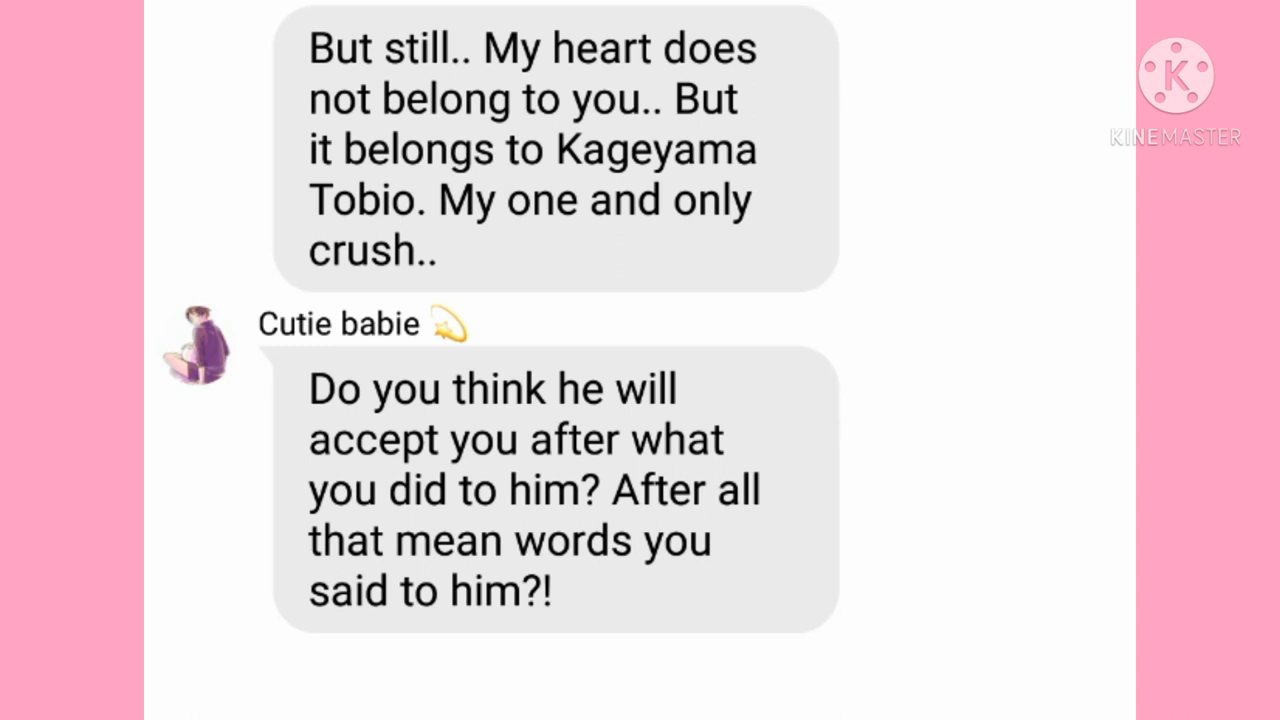 But still.. My heart does
not belong to you.. But
it belongs to Kageyama
Tobio. My one and only
crush..
Cutie babie 💫
Do you think he will
accept you after what
you did to him? After all
that mean words you
said to him?!
K
KINEMASTER